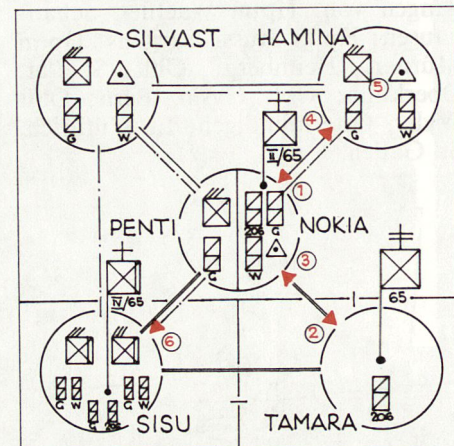 SILVAST HAMINA
⑤
G W G W
④
II/65
①
PENTI 206 G NOKIA
G W
③
IV/65 65
⑥ ②
G W G W
G 206 206
SISU TAMARA